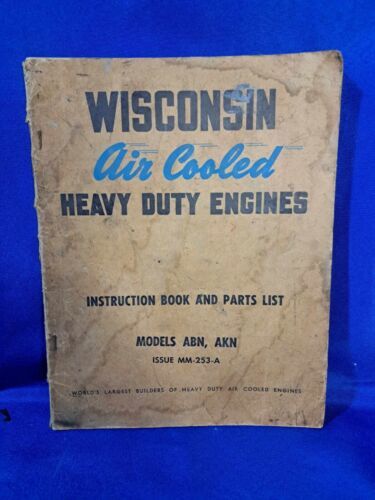 WISCONSIN
Air Cooled
HEAVY DUTY ENGINES
INSTRUCTION BOOK AND PARTS LIST
MODELS ABN, AKN
ISSUE MM-253-A
WORLD'S LARGEST BUILDERS OF HEAVY DUTY AIR COOLED ENGINES